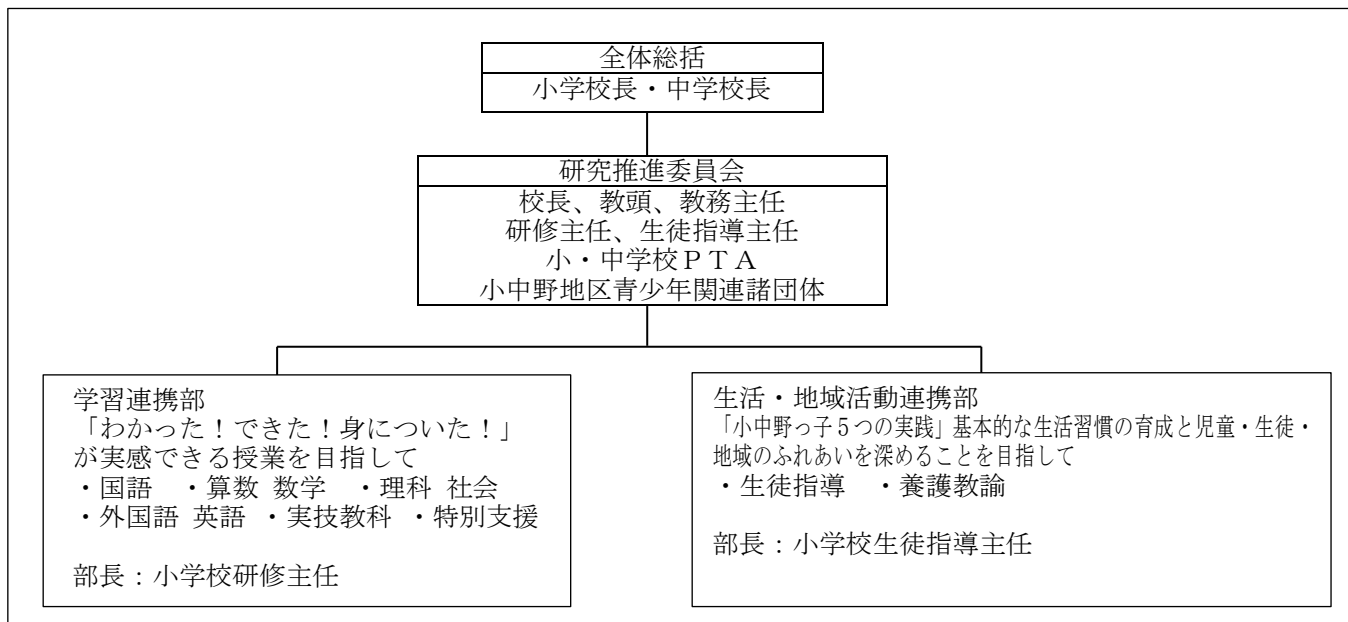 全体総括
小学校長・中学校長
研究推進委員会
校長、教頭、教務主任
研修主任、生徒指導主任
小・中学校ＰＴＡ
小中野地区青少年関連諸団体
学習連携部
「わかった！できた！身についた！」
が実感できる授業を目指して
・国語　・算数 数学　・理科 社会
・外国語 英語 ・実技教科 ・特別支援
部長：小学校研修主任
生活・地域活動連携部
「小中野っ子５つの実践」基本的な生活習慣の育成と児童・生徒・
地域のふれあいを深めることを目指して
・生徒指導　・養護教諭
部長：小学校生徒指導主任